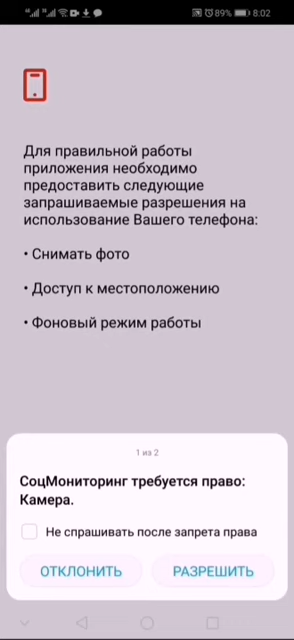 89% 8:02
Для правильной работы
приложения необходимо
предоставить следующие
запрашиваемые разрешения на
использование Вашего телефона:
• Снимать фото
• Доступ к местоположению
• Фоновый режим работы
1 из 2
СоцМониторинг требуется право:
Камера.
Не спрашивать после запрета права
ОТКЛОНИТЬ РАЗРЕШИТЬ